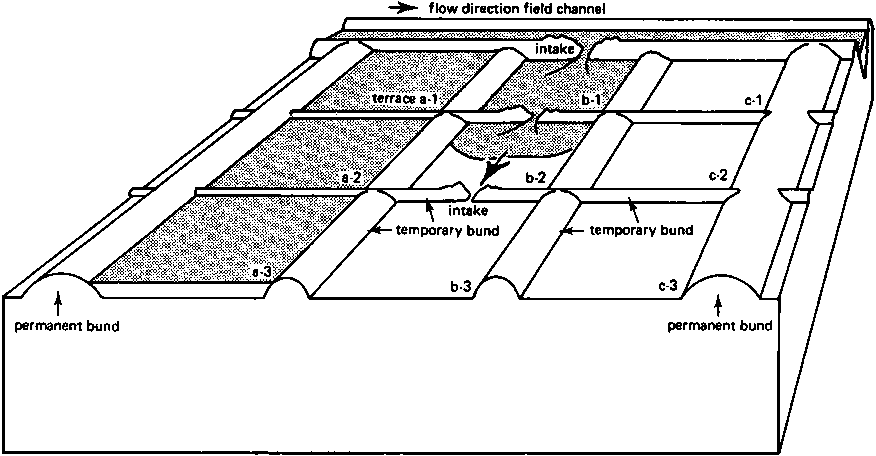 flow direction field channel
intake
terrace a-1
b-1
c-1
a-2
b-2
c-2
intake
temporary bund
temporary bund
a-3
b-3
c-3
permanent bund
permanent bund